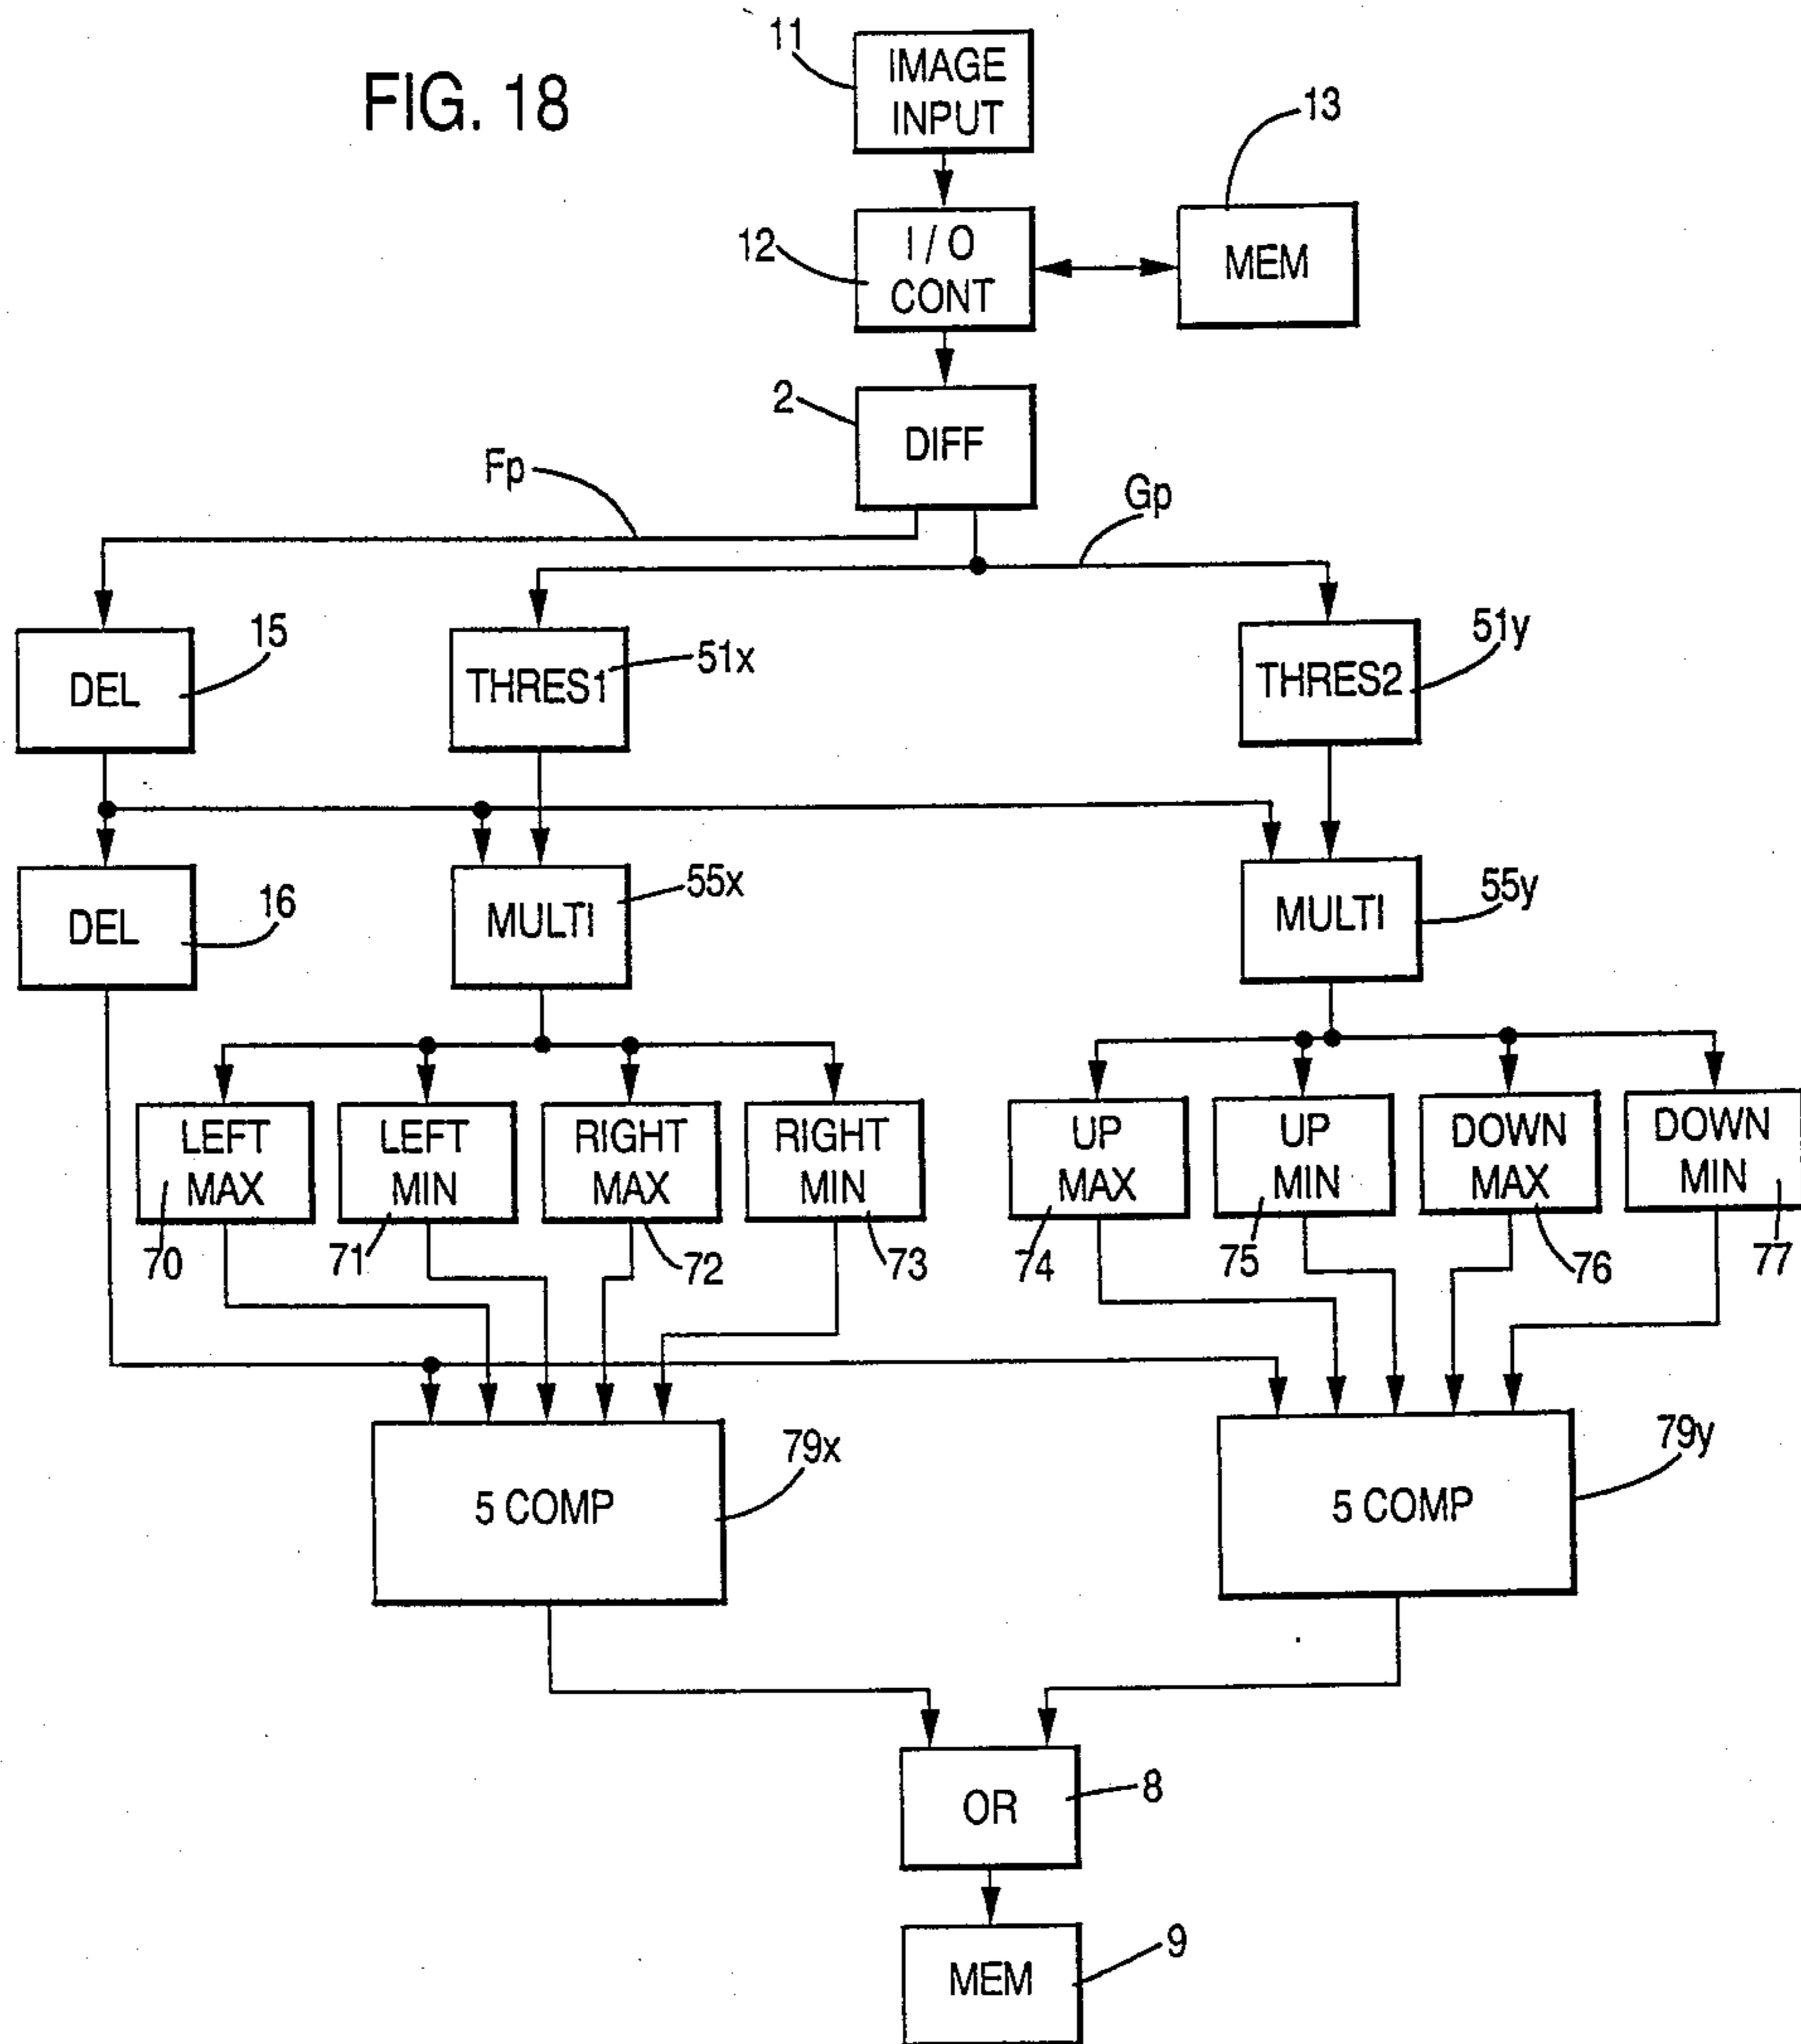 FIG. 18
11
IMAGE
INPUT
13
12
I / O
CONT
MEM
2
DIFF
Fp
Gp
15
DEL
THRES1
51x
THRES2
51y
DEL
16
MULTI
55x
MULTI
55y
LEFT
MAX
LEFT
MIN
RIGHT
MAX
RIGHT
MIN
UP
MAX
UP
MIN
DOWN
MAX
DOWN
MIN
70
71
72
73
74
75
76
77
5 COMP
79x
5 COMP
79y
OR
8
MEM
9